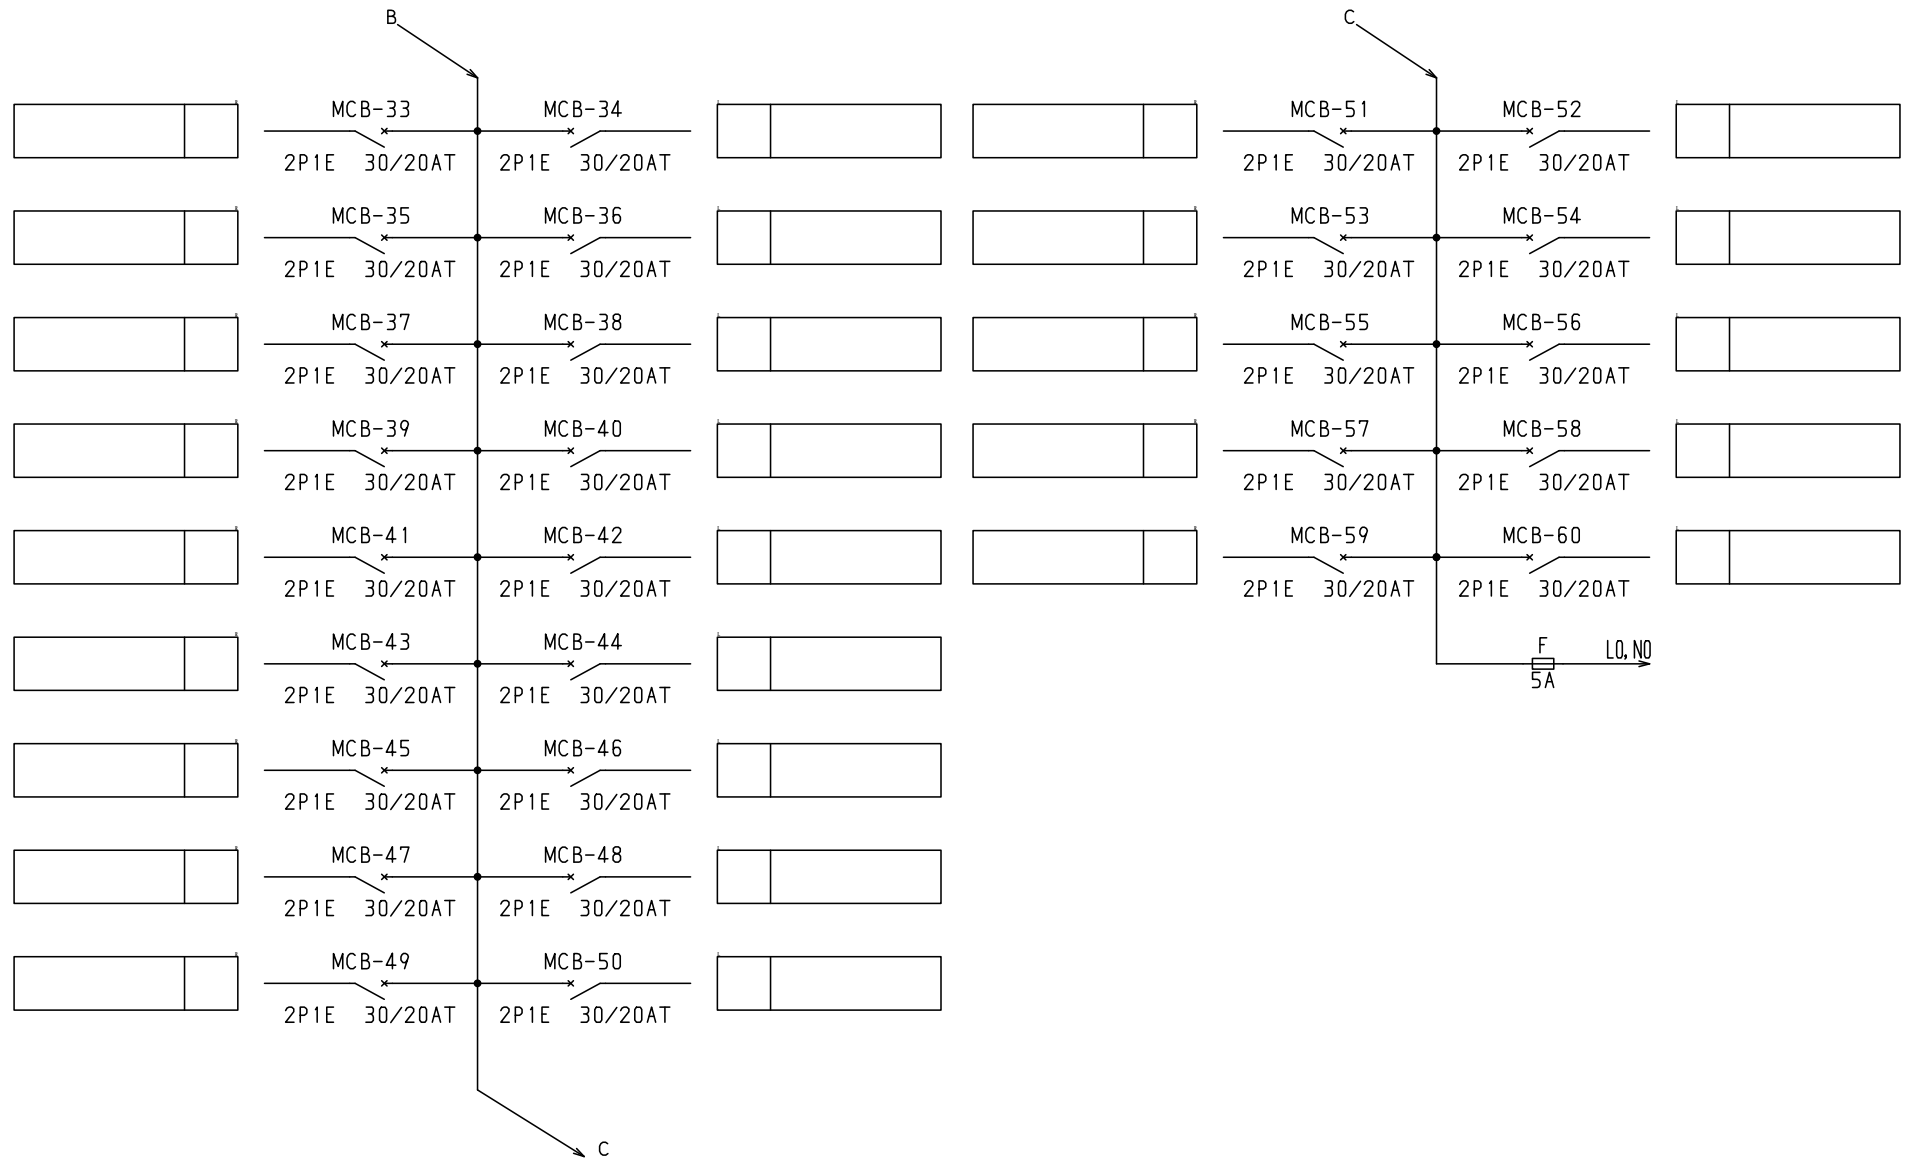 B
MCB-33 MCB-34
2P1E 30/20AT 2P1E 30/20AT
MCB-35 MCB-36
2P1E 30/20AT 2P1E 30/20AT
MCB-37 MCB-38
2P1E 30/20AT 2P1E 30/20AT
MCB-39 MCB-40
2P1E 30/20AT 2P1E 30/20AT
MCB-41 MCB-42
2P1E 30/20AT 2P1E 30/20AT
MCB-43 MCB-44
2P1E 30/20AT 2P1E 30/20AT
MCB-45 MCB-46
2P1E 30/20AT 2P1E 30/20AT
MCB-47 MCB-48
2P1E 30/20AT 2P1E 30/20AT
MCB-49 MCB-50
2P1E 30/20AT 2P1E 30/20AT
C
C
MCB-51 MCB-52
2P1E 30/20AT 2P1E 30/20AT
MCB-53 MCB-54
2P1E 30/20AT 2P1E 30/20AT
MCB-55 MCB-56
2P1E 30/20AT 2P1E 30/20AT
MCB-57 MCB-58
2P1E 30/20AT 2P1E 30/20AT
MCB-59 MCB-60
2P1E 30/20AT 2P1E 30/20AT
F L0,N0
5A